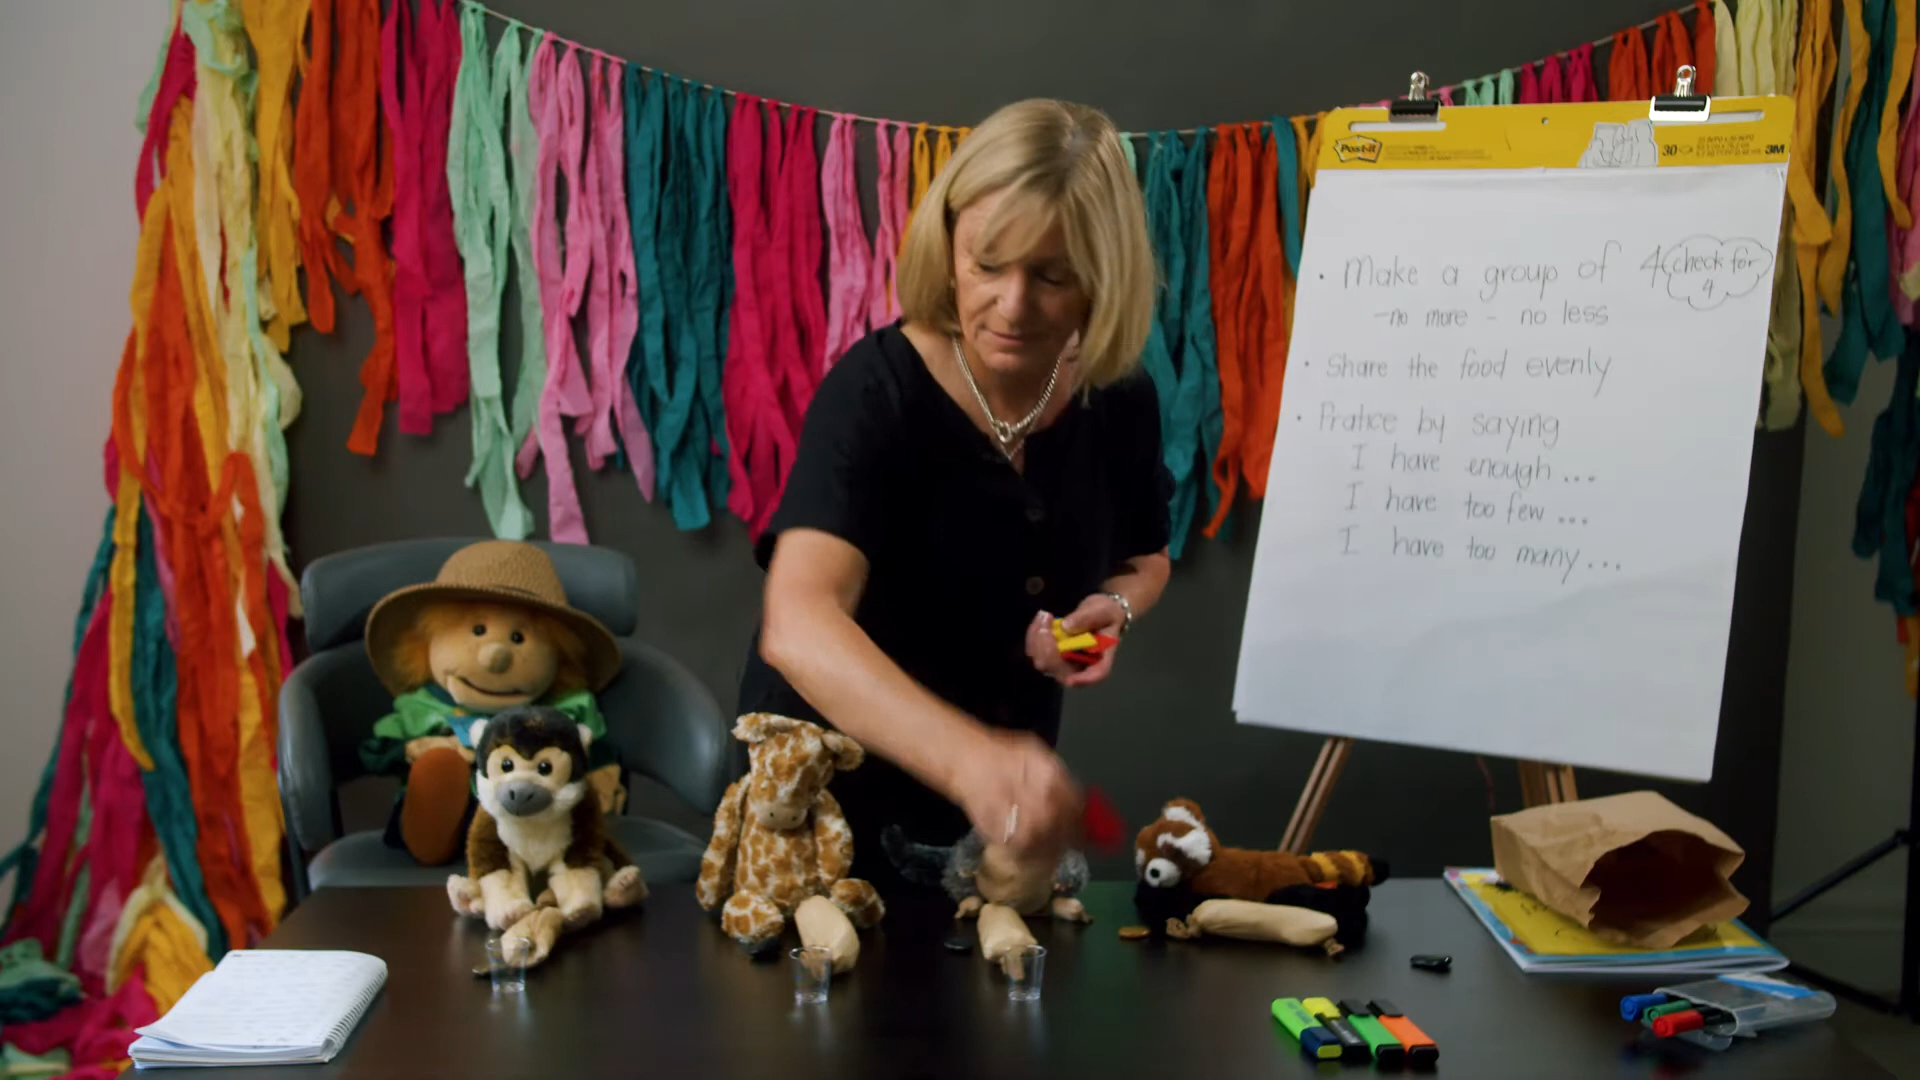 Post-it
30
3M
• Make a group of 4 check for 4
- no more - no less
• Share the food evenly
• Pratice by saying
I have enough...
I have too few...
I have too many...